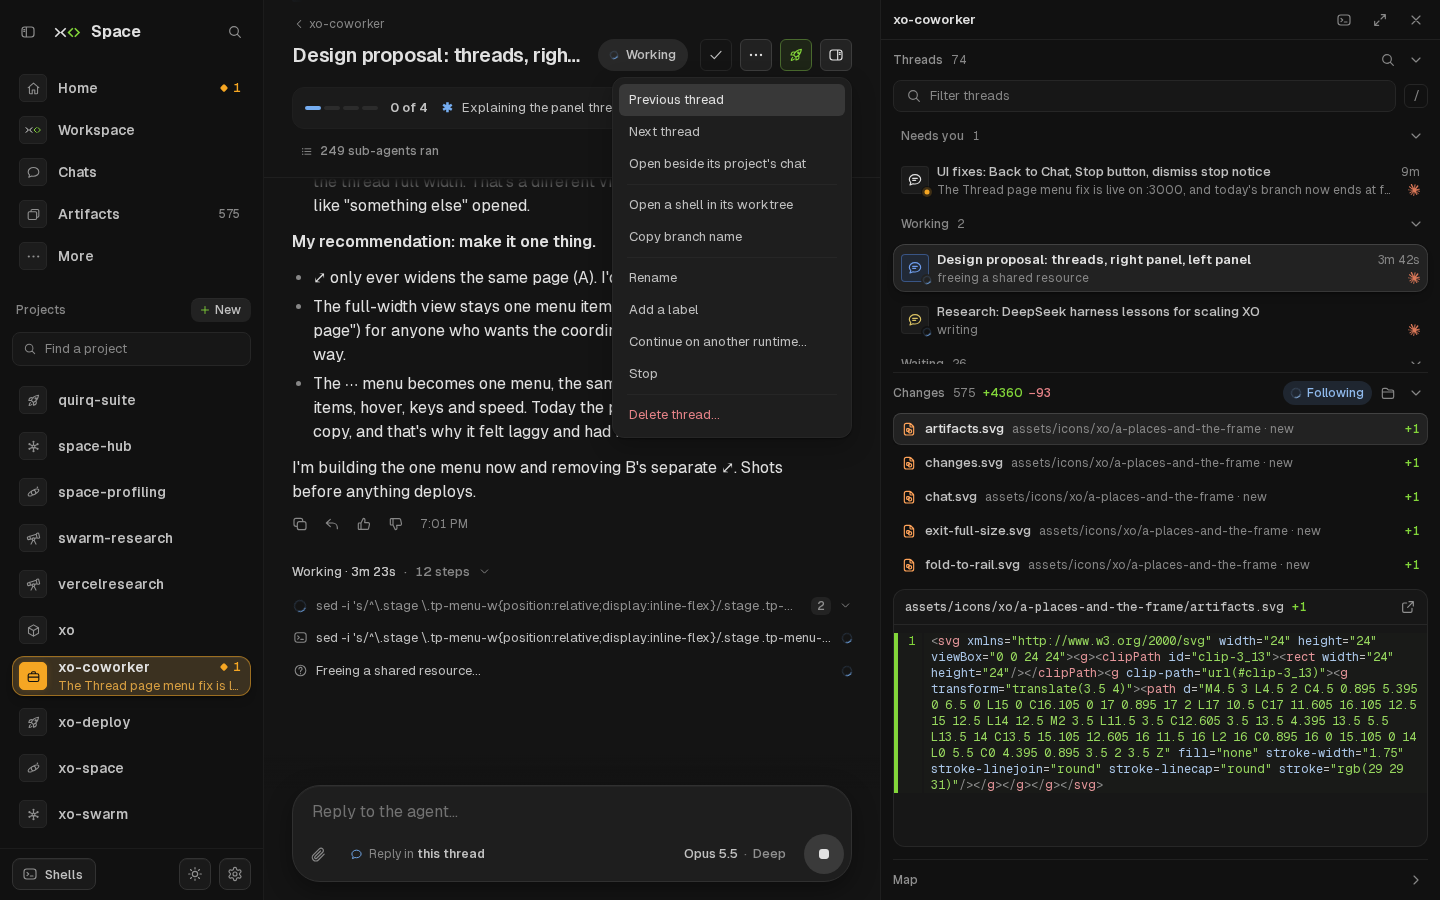 Space
Home
1
Workspace
Chats
Artifacts
575
More
Projects
+ New
Find a project
quirq-suite
space-hub
space-profiling
swarm-research
vercelresearch
xo
xo-coworker
1
The Thread page menu fix is l...
xo-deploy
xo-space
xo-swarm
Shells
xo-coworker
Design proposal: threads, righ...
Working
0 of 4
Explaining the panel thre
249 sub-agents ran
the thread full width. That's a different vi
like "something else" opened.
My recommendation: make it one thing.
• ⤢ only ever widens the same page (A). I'd
• The full-width view stays one menu item
page") for anyone who wants the coordin
way.
• The ··· menu becomes one menu, the sam
items, hover, keys and speed. Today the p
copy, and that's why it felt laggy and had
I'm building the one menu now and removing B's separate ⤢. Shots
before anything deploys.
7:01 PM
Working · 3m 23s · 12 steps
sed -i 's/^\.stage \.tp-menu-w{position:relative;display:inline-flex}/.stage .tp-...
2
sed -i 's/^\.stage \.tp-menu-w{position:relative;display:inline-flex}/.stage .tp-menu-...
Freeing a shared resource...
Reply to the agent...
Reply in this thread
Opus 5.5 · Deep
Previous thread
Next thread
Open beside its project's chat
Open a shell in its worktree
Copy branch name
Rename
Add a label
Continue on another runtime...
Stop
Delete thread...
xo-coworker
Threads 74
Filter threads
/
Needs you 1
UI fixes: Back to Chat, Stop button, dismiss stop notice
9m
The Thread page menu fix is live on :3000, and today's branch now ends at f...
Working 2
Design proposal: threads, right panel, left panel
3m 42s
freeing a shared resource
Research: DeepSeek harness lessons for scaling XO
writing
Waiting 26
Changes 575 +4360 −93
Following
artifacts.svg assets/icons/xo/a-places-and-the-frame · new +1
changes.svg assets/icons/xo/a-places-and-the-frame · new +1
chat.svg assets/icons/xo/a-places-and-the-frame · new +1
exit-full-size.svg assets/icons/xo/a-places-and-the-frame · new +1
fold-to-rail.svg assets/icons/xo/a-places-and-the-frame · new +1
assets/icons/xo/a-places-and-the-frame/artifacts.svg +1
1 <svg xmlns="http://www.w3.org/2000/svg" width="24" height="24"
viewBox="0 0 24 24"><g><clipPath id="clip-3_13"><rect width="24"
height="24"/></clipPath><g clip-path="url(#clip-3_13)"><g
transform="translate(3.5 4)"><path d="M4.5 3 L4.5 2 C4.5 0.895 5.395
0 6.5 0 L15 0 C16.105 0 17 0.895 17 2 L17 10.5 C17 11.605 16.105 12.5
15 12.5 L14 12.5 M2 3.5 L11.5 3.5 C12.605 3.5 13.5 4.395 13.5 5.5
L13.5 14 C13.5 15.105 12.605 16 11.5 16 L2 16 C0.895 16 0 15.105 0 14
L0 5.5 C0 4.395 0.895 3.5 2 3.5 Z" fill="none" stroke-width="1.75"
stroke-linejoin="round" stroke-linecap="round" stroke="rgb(29 29
31)"/></g></g></g></svg>
Map